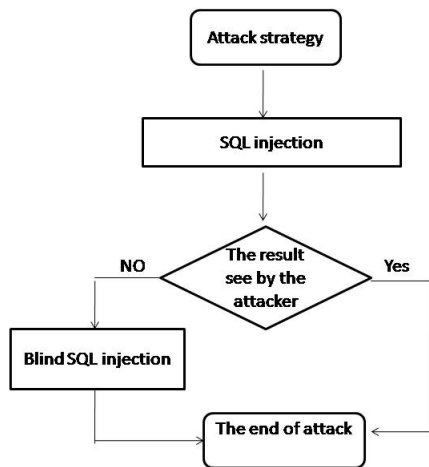 Attack strategy
SQL injection
The result
see by the
attacker
NO
Yes
Blind SQL injection
The end of attack